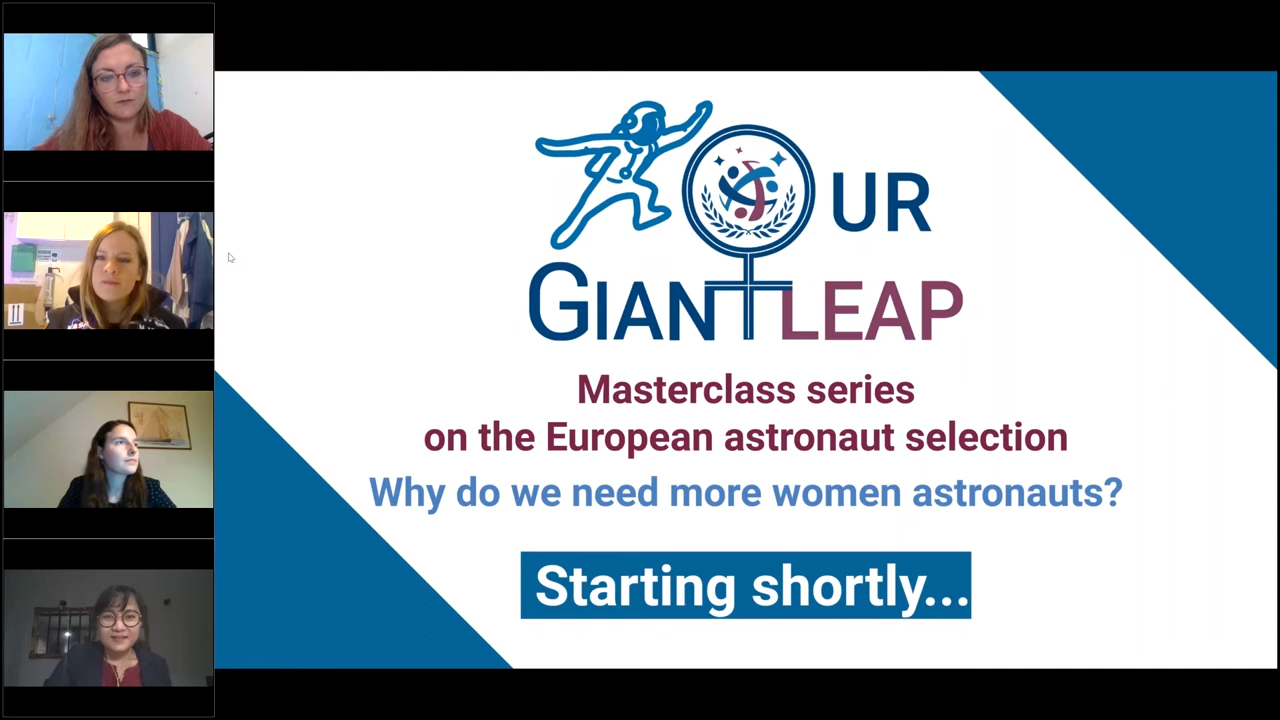 OUR
GIANT LEAP
Masterclass series
on the European astronaut selection
Why do we need more women astronauts?
Starting shortly...